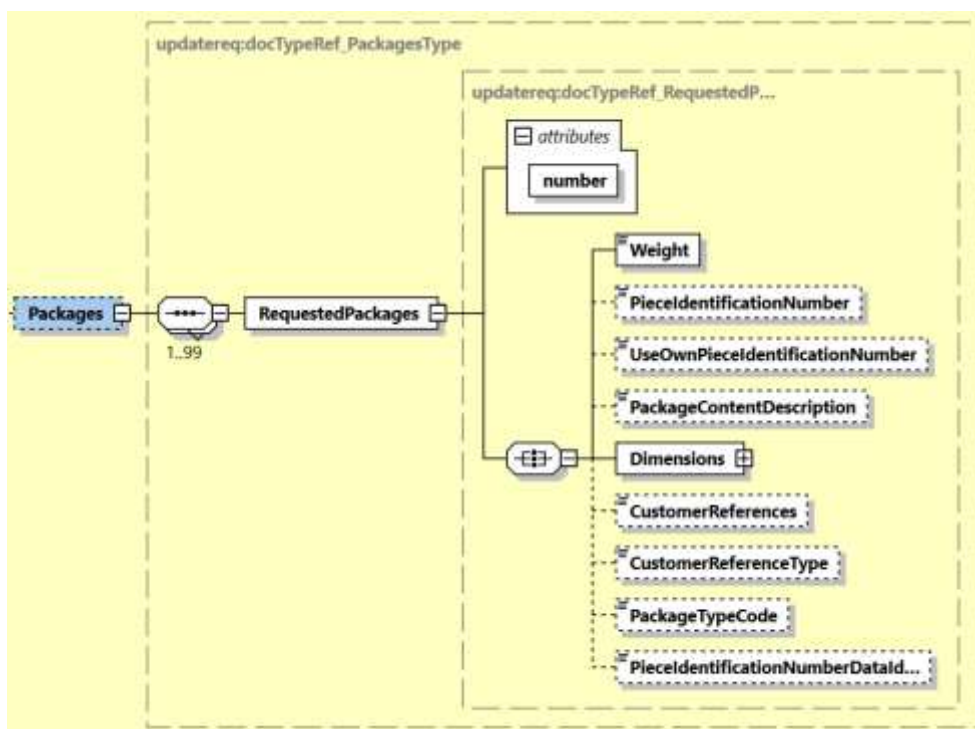 updatereq:docTypeRef_PackagesType
updatereq:docTypeRef_RequestedP...
attributes
number
Weight
PieceIdentificationNumber
UseOwnPieceIdentificationNumber
PackageContentDescription
Packages
1..99
RequestedPackages
Dimensions
CustomerReferences
CustomerReferenceType
PackageTypeCode
PieceIdentificationNumberDataId...